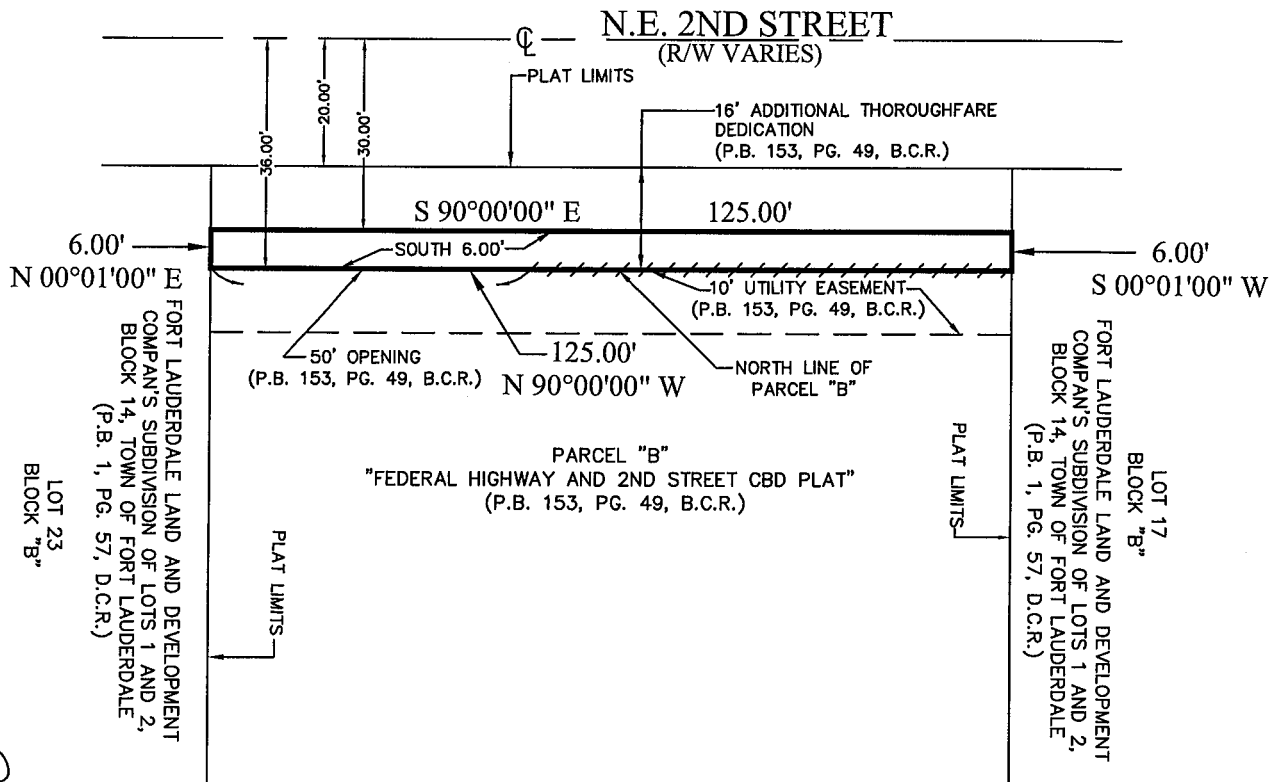 N.E. 2ND STREET
(R/W VARIES)
℄
PLAT LIMITS
36.00'
20.00'
30.00'
16' ADDITIONAL THOROUGHFARE
DEDICATION
(P.B. 153, PG. 49, B.C.R.)
S 90°00'00" E 125.00'
6.00'
N 00°01'00" E
SOUTH 6.00'
6.00'
S 00°01'00" W
10' UTILITY EASEMENT
(P.B. 153, PG. 49, B.C.R.)
50' OPENING
(P.B. 153, PG. 49, B.C.R.)
125.00'
N 90°00'00" W
NORTH LINE OF
PARCEL "B"
PARCEL "B"
"FEDERAL HIGHWAY AND 2ND STREET CBD PLAT"
(P.B. 153, PG. 49, B.C.R.)
FORT LAUDERDALE LAND AND DEVELOPMENT
COMPAN'S SUBDIVISION OF LOTS 1 AND 2,
BLOCK 14, TOWN OF FORT LAUDERDALE
(P.B. 1, PG. 57, D.C.R.)
LOT 23
BLOCK "B"
PLAT LIMITS
PLAT LIMITS
LOT 17
BLOCK "B"
FORT LAUDERDALE LAND AND DEVELOPMENT
COMPAN'S SUBDIVISION OF LOTS 1 AND 2,
BLOCK 14, TOWN OF FORT LAUDERDALE
(P.B. 1, PG. 57, D.C.R.)